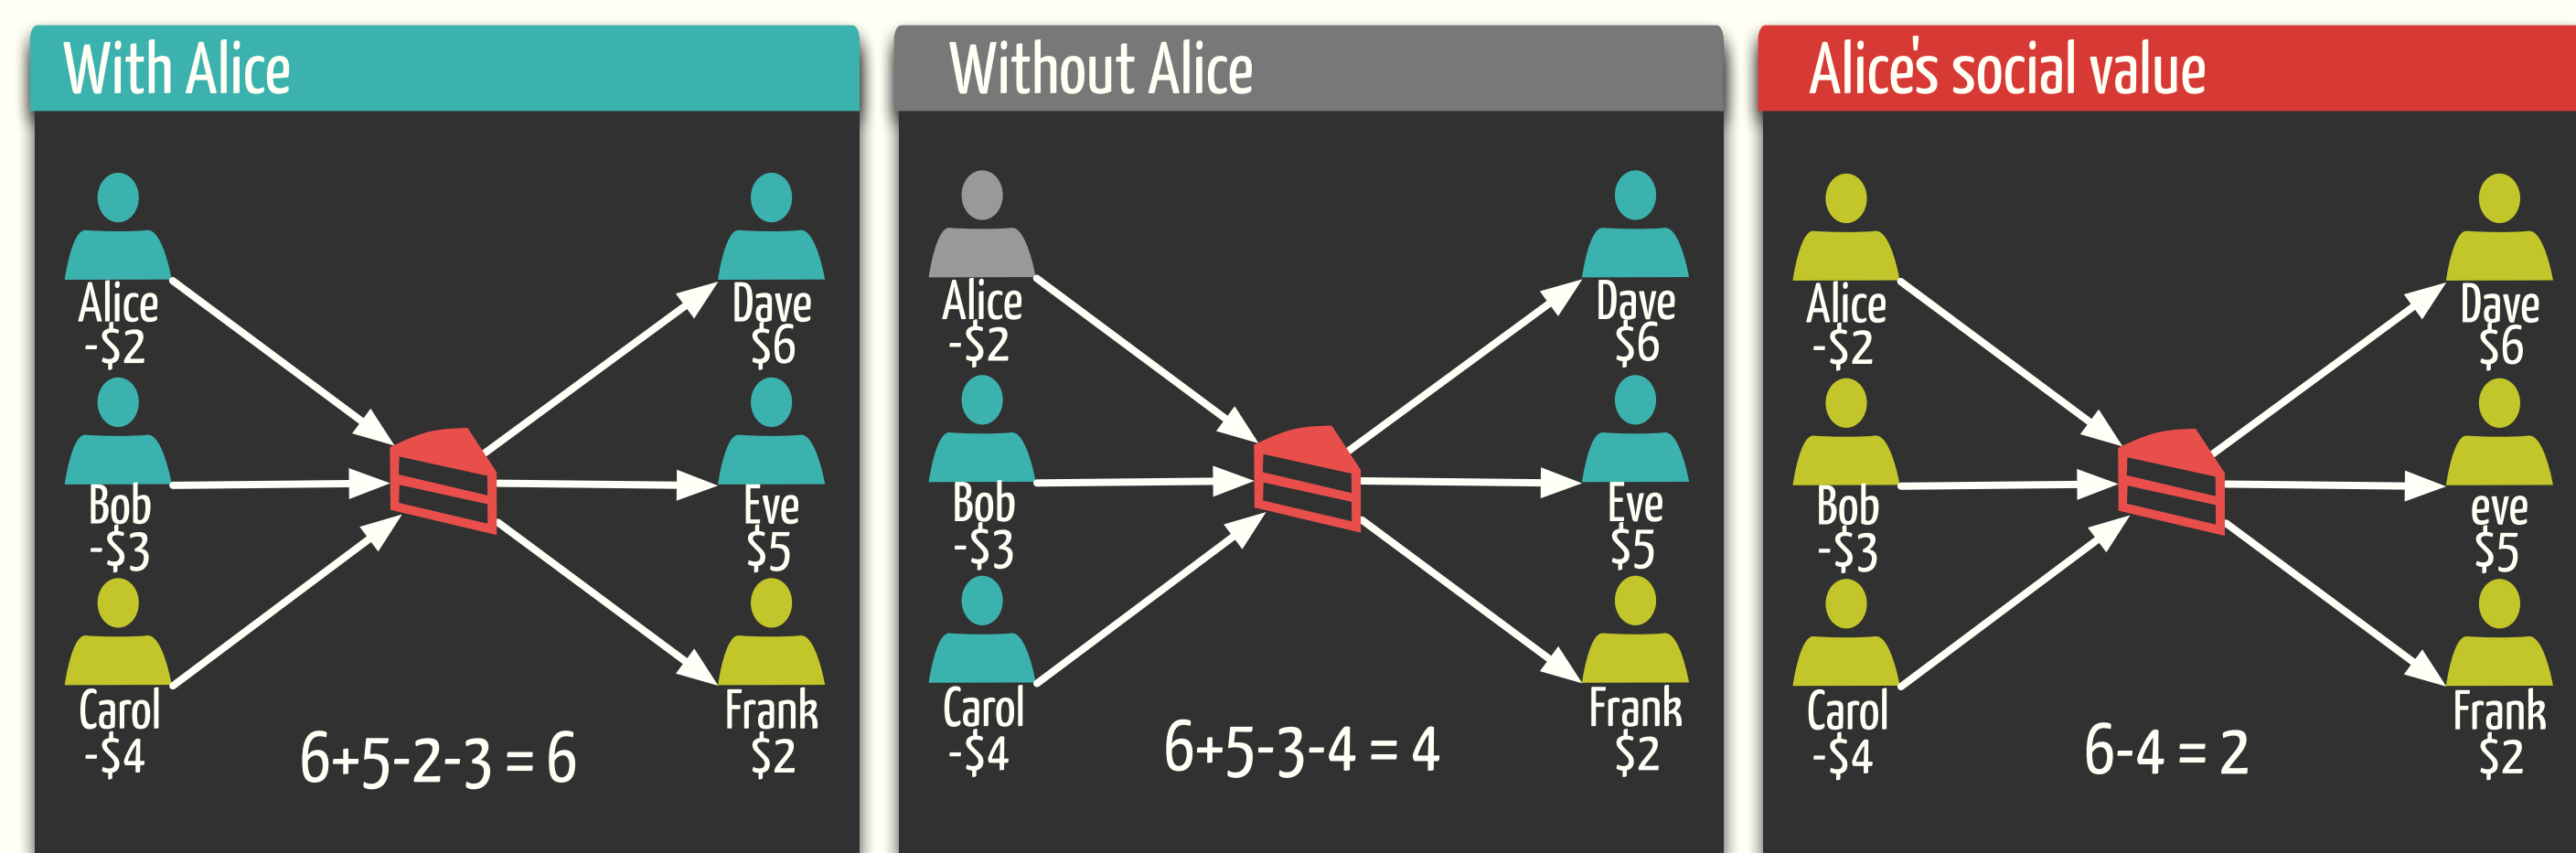 With Alice
Alice
-$2
Dave
$6
Bob
-$3
Eve
$5
Carol
-$4
Frank
$2
6+5-2-3 = 6
Without Alice
Alice
-$2
Dave
$6
Bob
-$3
Eve
$5
Carol
-$4
Frank
$2
6+5-3-4 = 4
Alice's social value
Alice
-$2
Dave
$6
Bob
-$3
eve
$5
Carol
-$4
Frank
$2
6-4 = 2